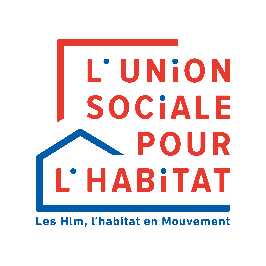 L'UNiON
SOCiALE
POUR
L'HABiTAT
Les Hlm, l'habitat en Mouvement